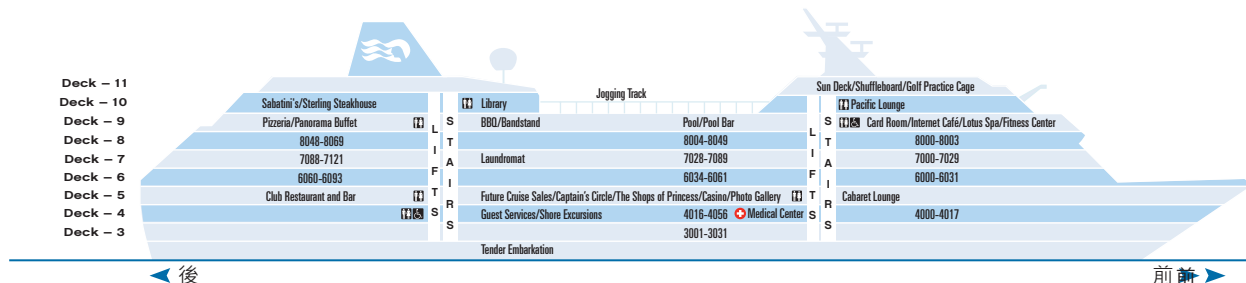 Deck – 11
Sun Deck/Shuffleboard/Golf Practice Cage
Jogging Track
Deck – 10
Sabatini's/Sterling Steakhouse
Library
Pacific Lounge
Deck – 9
Pizzeria/Panorama Buffet
BBQ/Bandstand
Pool/Pool Bar
Card Room/Internet Café/Lotus Spa/Fitness Center
Deck – 8
8048-8069
8004-8049
8000-8003
Deck – 7
7088-7121
Laundromat
7028-7089
7000-7029
Deck – 6
6060-6093
6034-6061
6000-6031
Deck – 5
Club Restaurant and Bar
Future Cruise Sales/Captain's Circle/The Shops of Princess/Casino/Photo Gallery
Cabaret Lounge
Deck – 4
Guest Services/Shore Excursions
4016-4056
Medical Center
4000-4017
Deck – 3
3001-3031
Tender Embarkation
LIFTS
STAIRS
LIFTS
STAIRS
後
前前